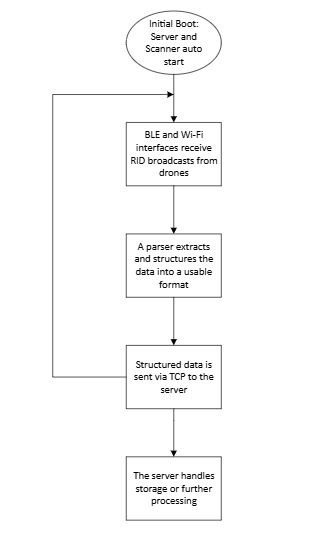 Initial Boot:
Server and
Scanner auto
start
BLE and Wi-Fi
interfaces receive
RID broadcasts from
drones
A parser extracts
and structures the
data into a usable
format
Structured data is
sent via TCP to the
server
The server handles
storage or further
processing